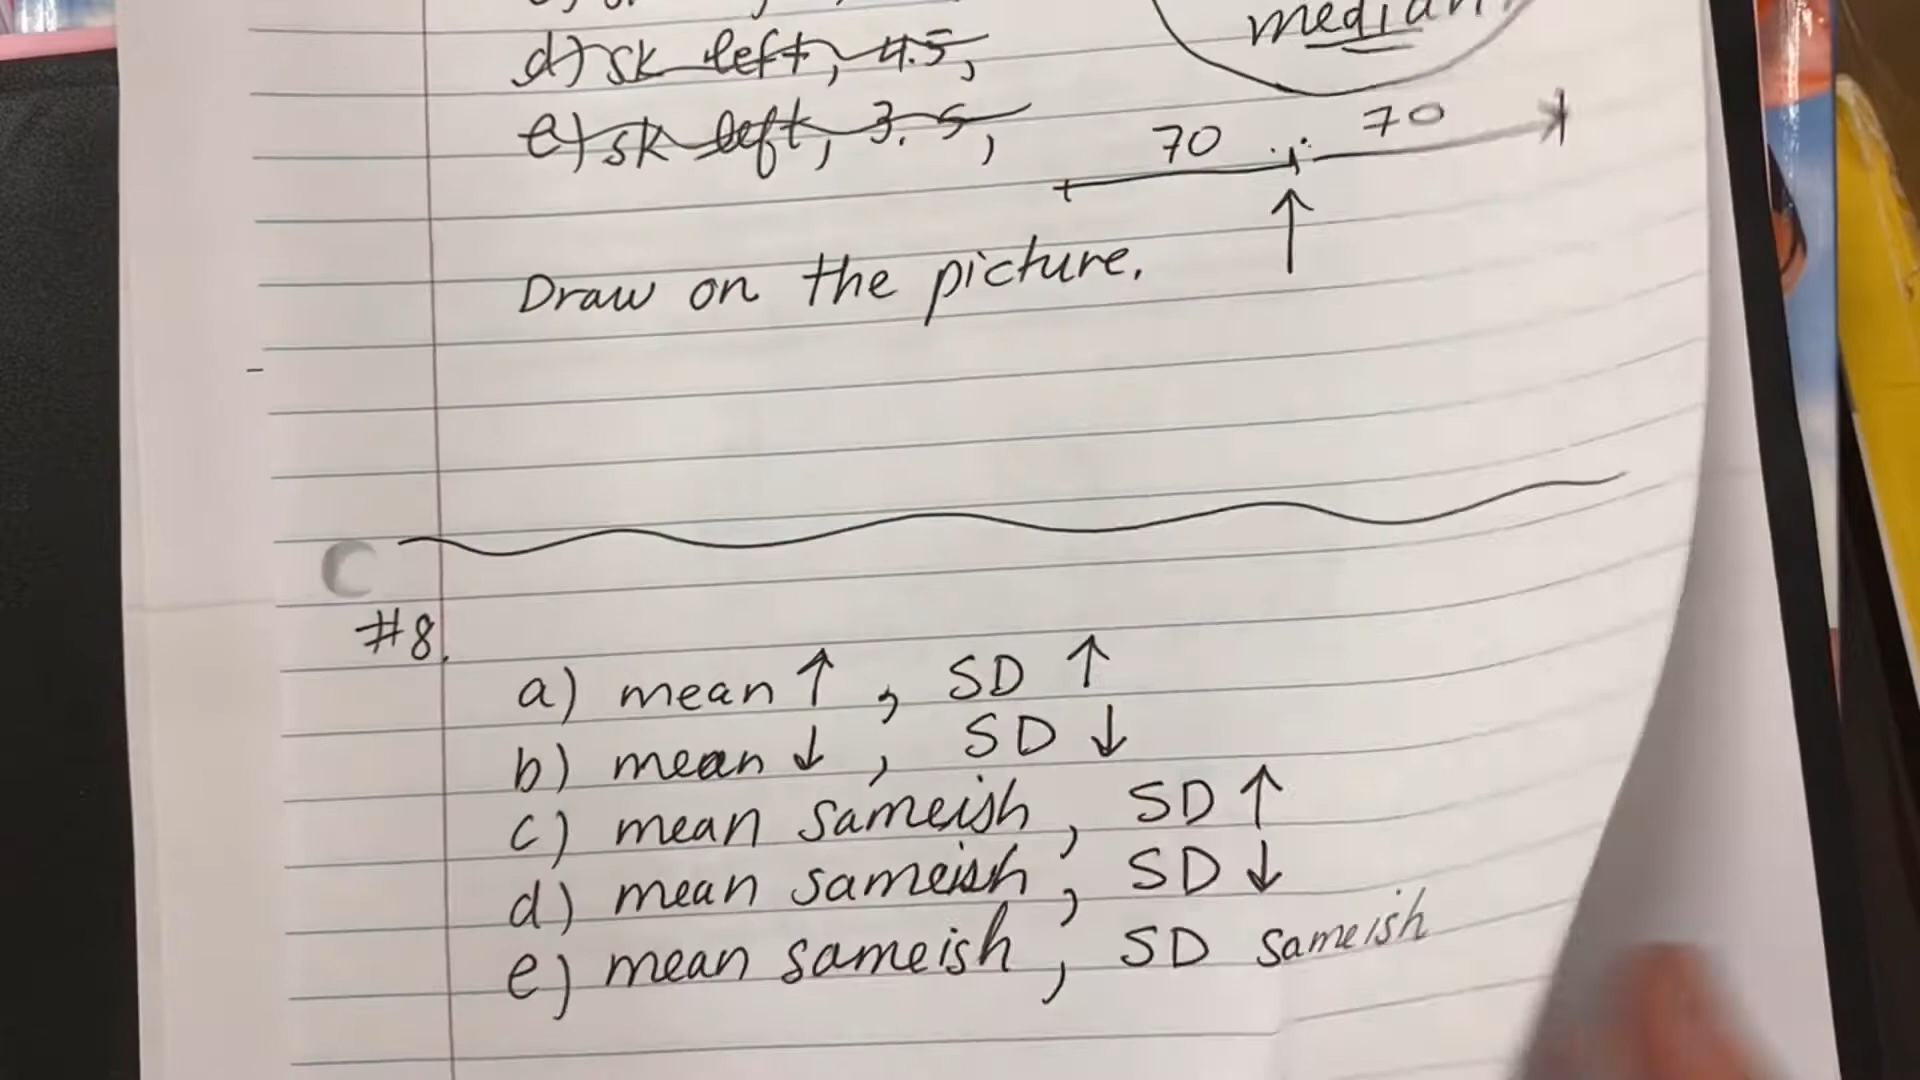 median
d) sk left, 4.5,
e) sk left, 3.5,
70 70
↑
Draw on the picture.
#8.
a) mean ↑, SD ↑
b) mean ↓, SD ↓
c) mean sameish, SD ↑
d) mean sameish, SD ↓
e) mean sameish, SD sameish